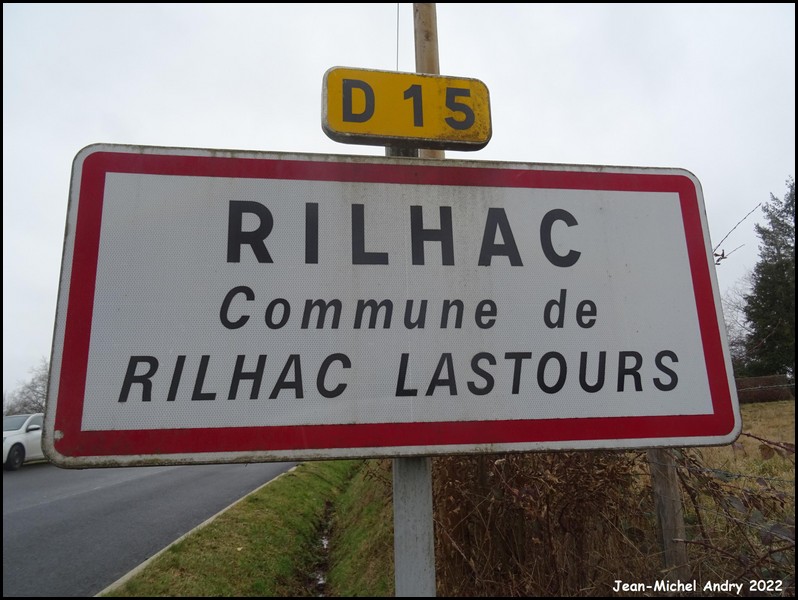 D 15
RILHAC
Commune de
RILHAC LASTOURS
Jean-Michel Andry 2022